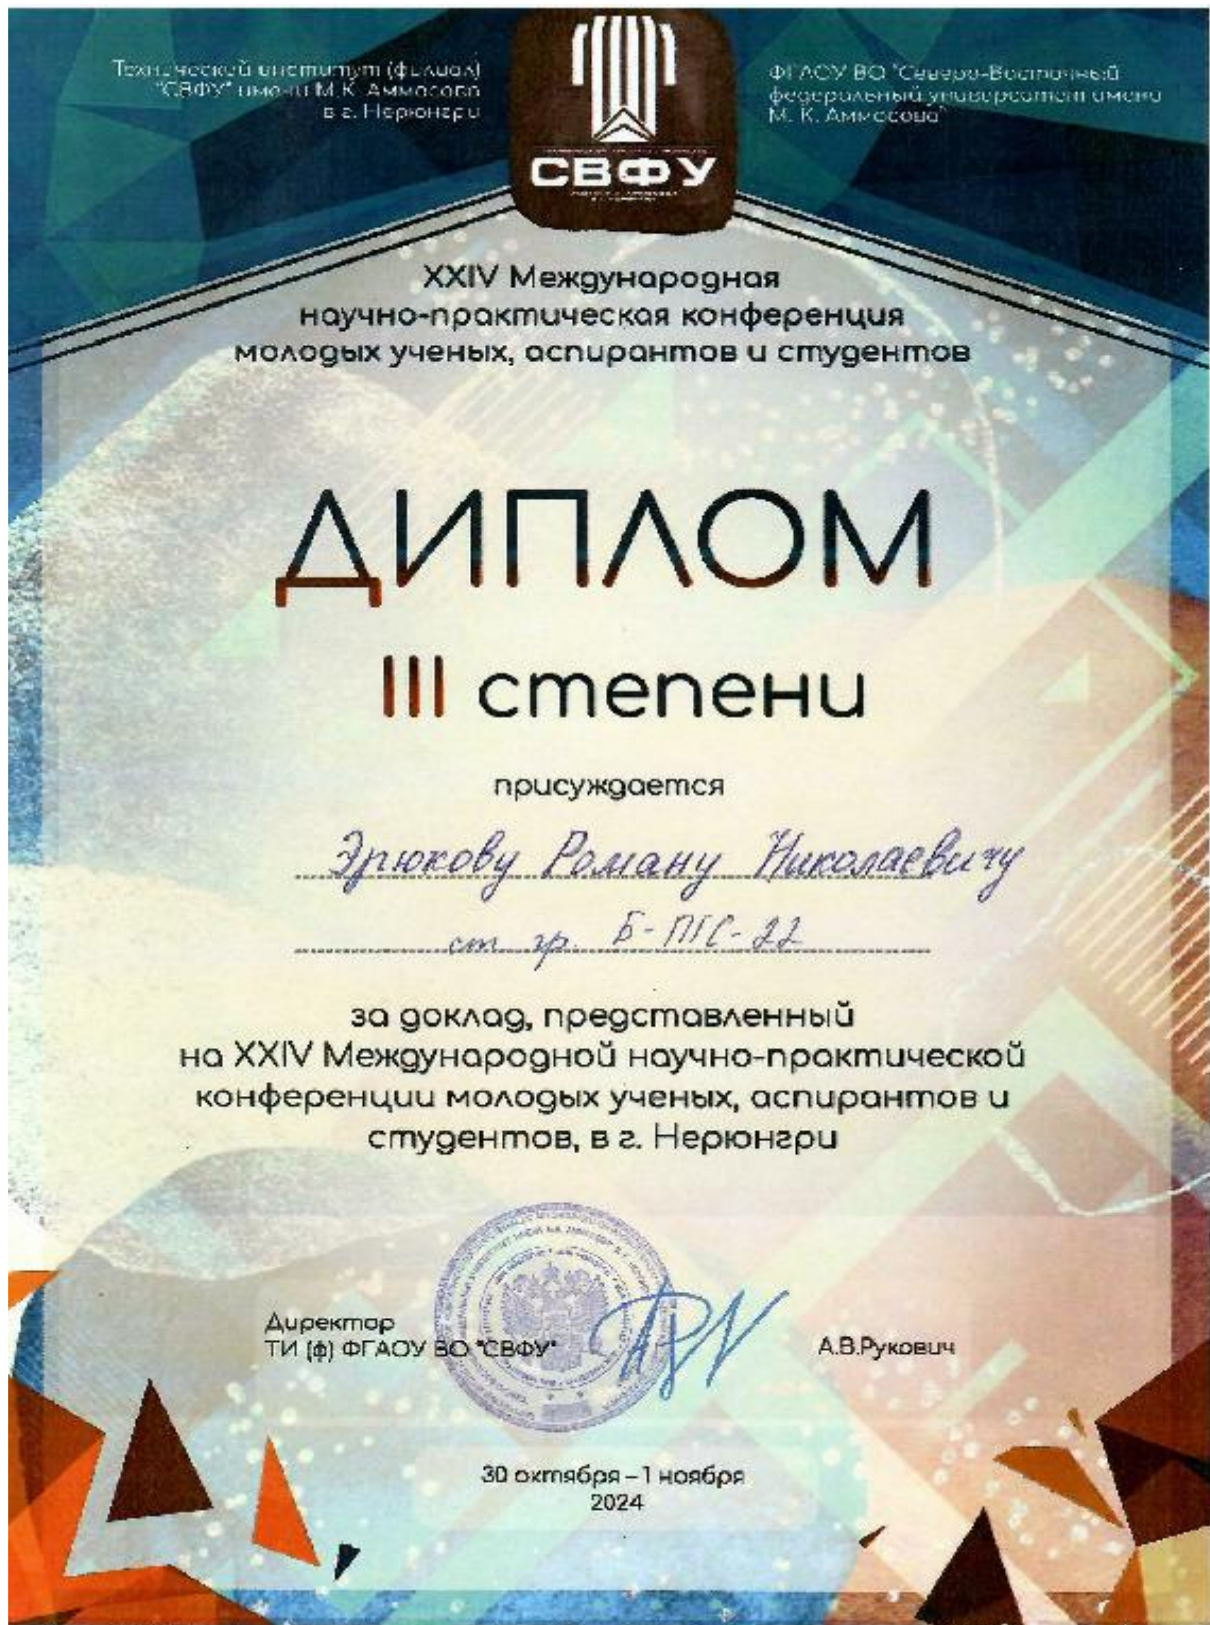 Технический институт (филиал)
"СВФУ" имени М.К. Аммосова
в г. Нерюнгри
ФГАОУ ВО "Северо-Восточный
федеральный университет имени
М. К. Аммосова"
СВФУ
XXIV Международная
научно-практическая конференция
молодых ученых, аспирантов и студентов
ДИПЛОМ
III степени
присуждается
Эрюкову Роману Николаевичу
ст гр. Б-ПГС-22
за доклад, представленный
на XXIV Международной научно-практической
конференции молодых ученых, аспирантов и
студентов, в г. Нерюнгри
Директор
ТИ (ф) ФГАОУ ВО "СВФУ"
А.В.Рукович
30 октября – 1 ноября
2024